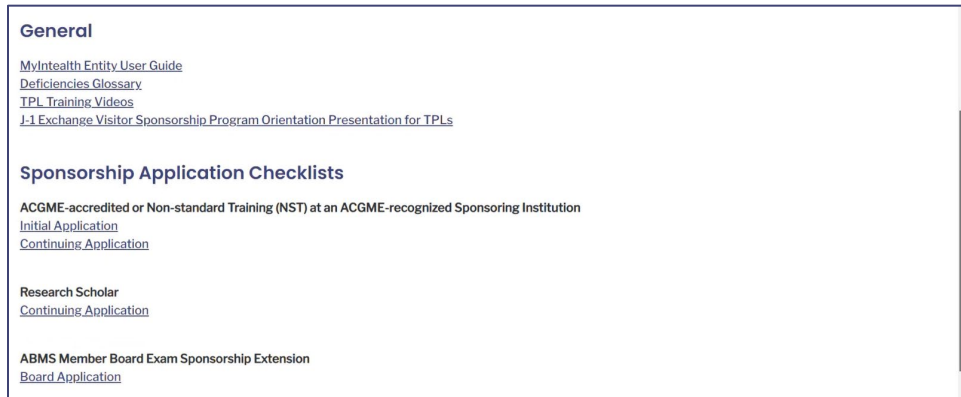 General
MyIntealth Entity User Guide
Deficiencies Glossary
TPL Training Videos
J-1 Exchange Visitor Sponsorship Program Orientation Presentation for TPLs
Sponsorship Application Checklists
ACGME-accredited or Non-standard Training (NST) at an ACGME-recognized Sponsoring Institution
Initial Application
Continuing Application
Research Scholar
Continuing Application
ABMS Member Board Exam Sponsorship Extension
Board Application